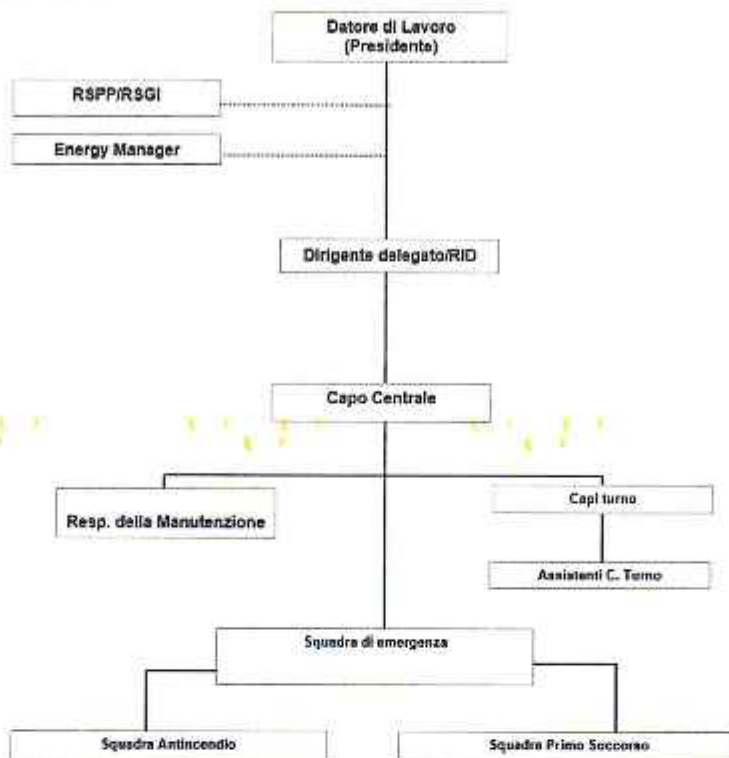 Datore di Lavoro
(Presidente)
RSPP/RSGI
Energy Manager
Dirigente delegato/RID
Capo Centrale
Resp. della Manutenzione
Capi turno
Assistenti C. Turno
Squadra di emergenza
Squadra Antincendio
Squadra Primo Soccorso